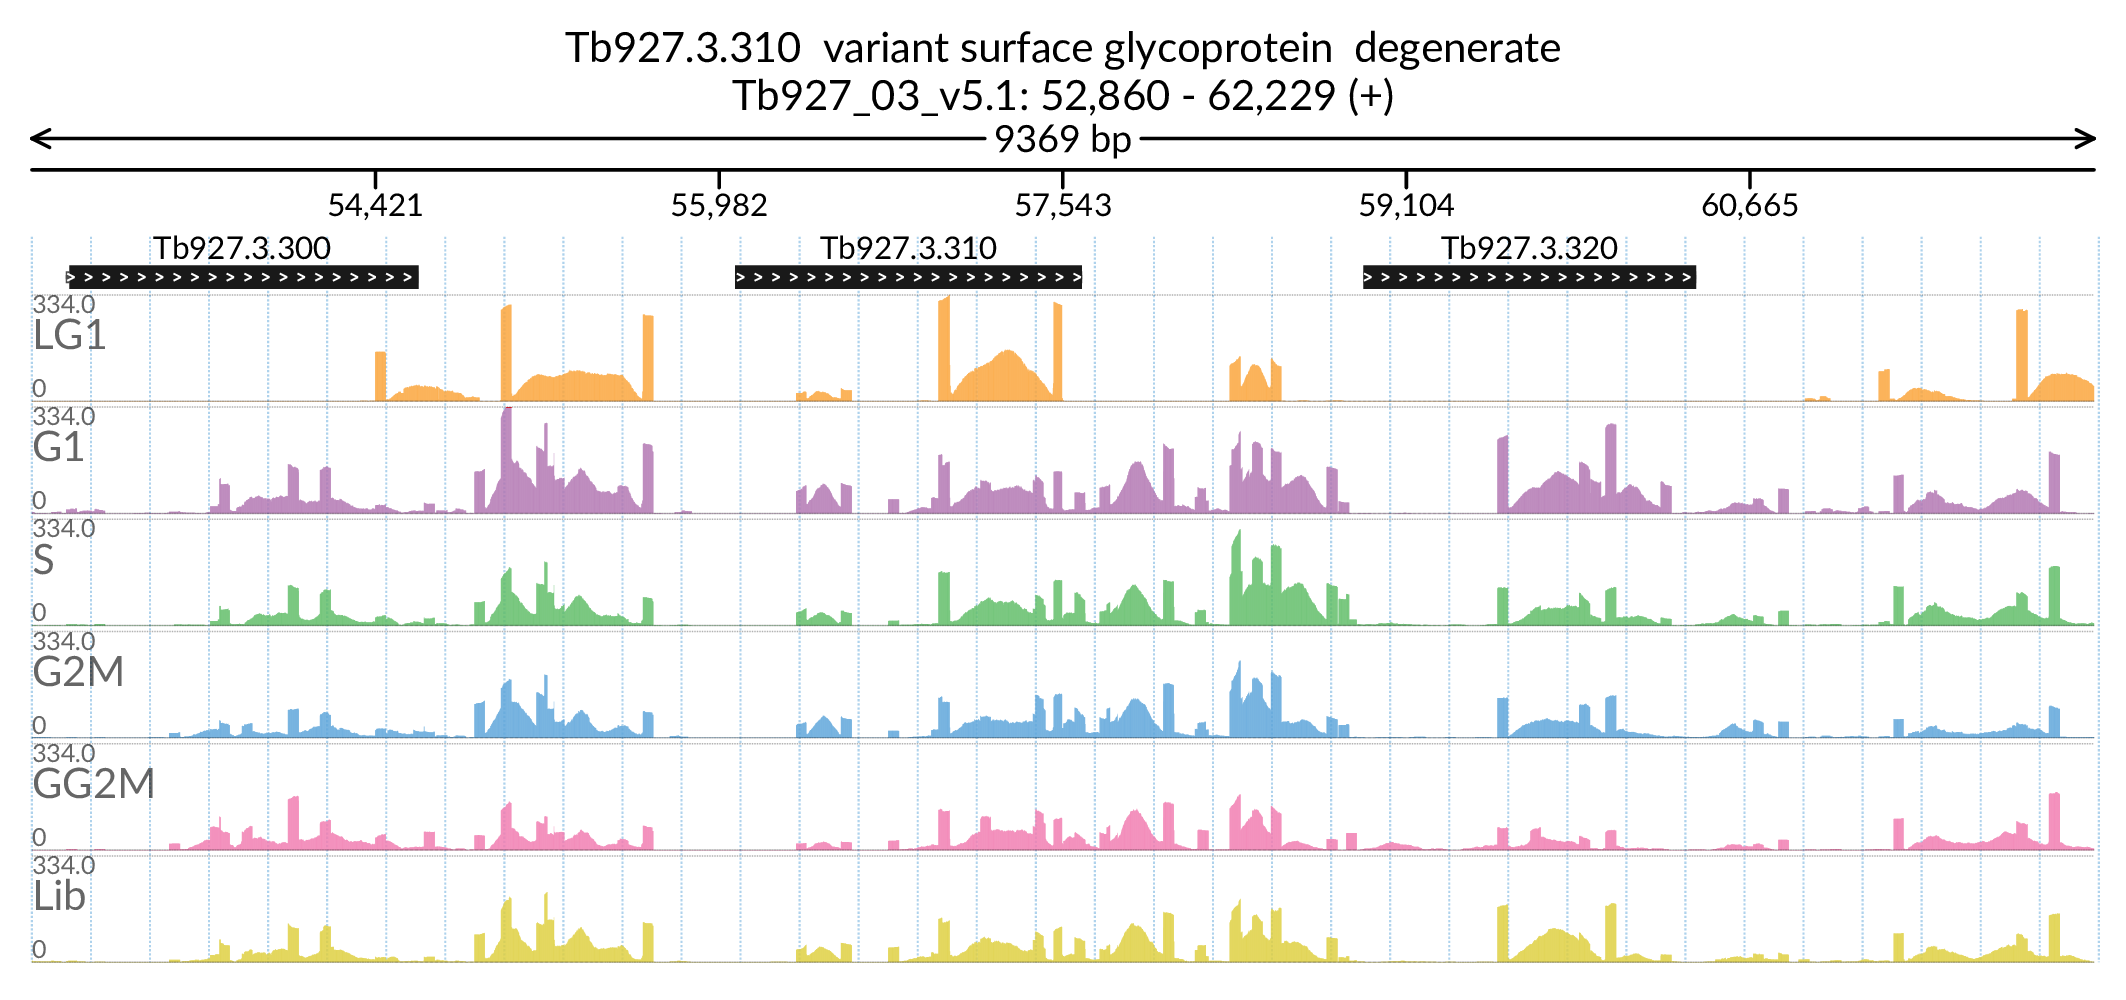 Tb927.3.310  variant surface glycoprotein  degenerate
Tb927_03_v5.1: 52,860 - 62,229 (+)
9369 bp
54,421 55,982 57,543 59,104 60,665
Tb927.3.300 Tb927.3.310 Tb927.3.320
334.0
LG1
0
334.0
G1
0
334.0
S
0
334.0
G2M
0
334.0
GG2M
0
334.0
Lib
0